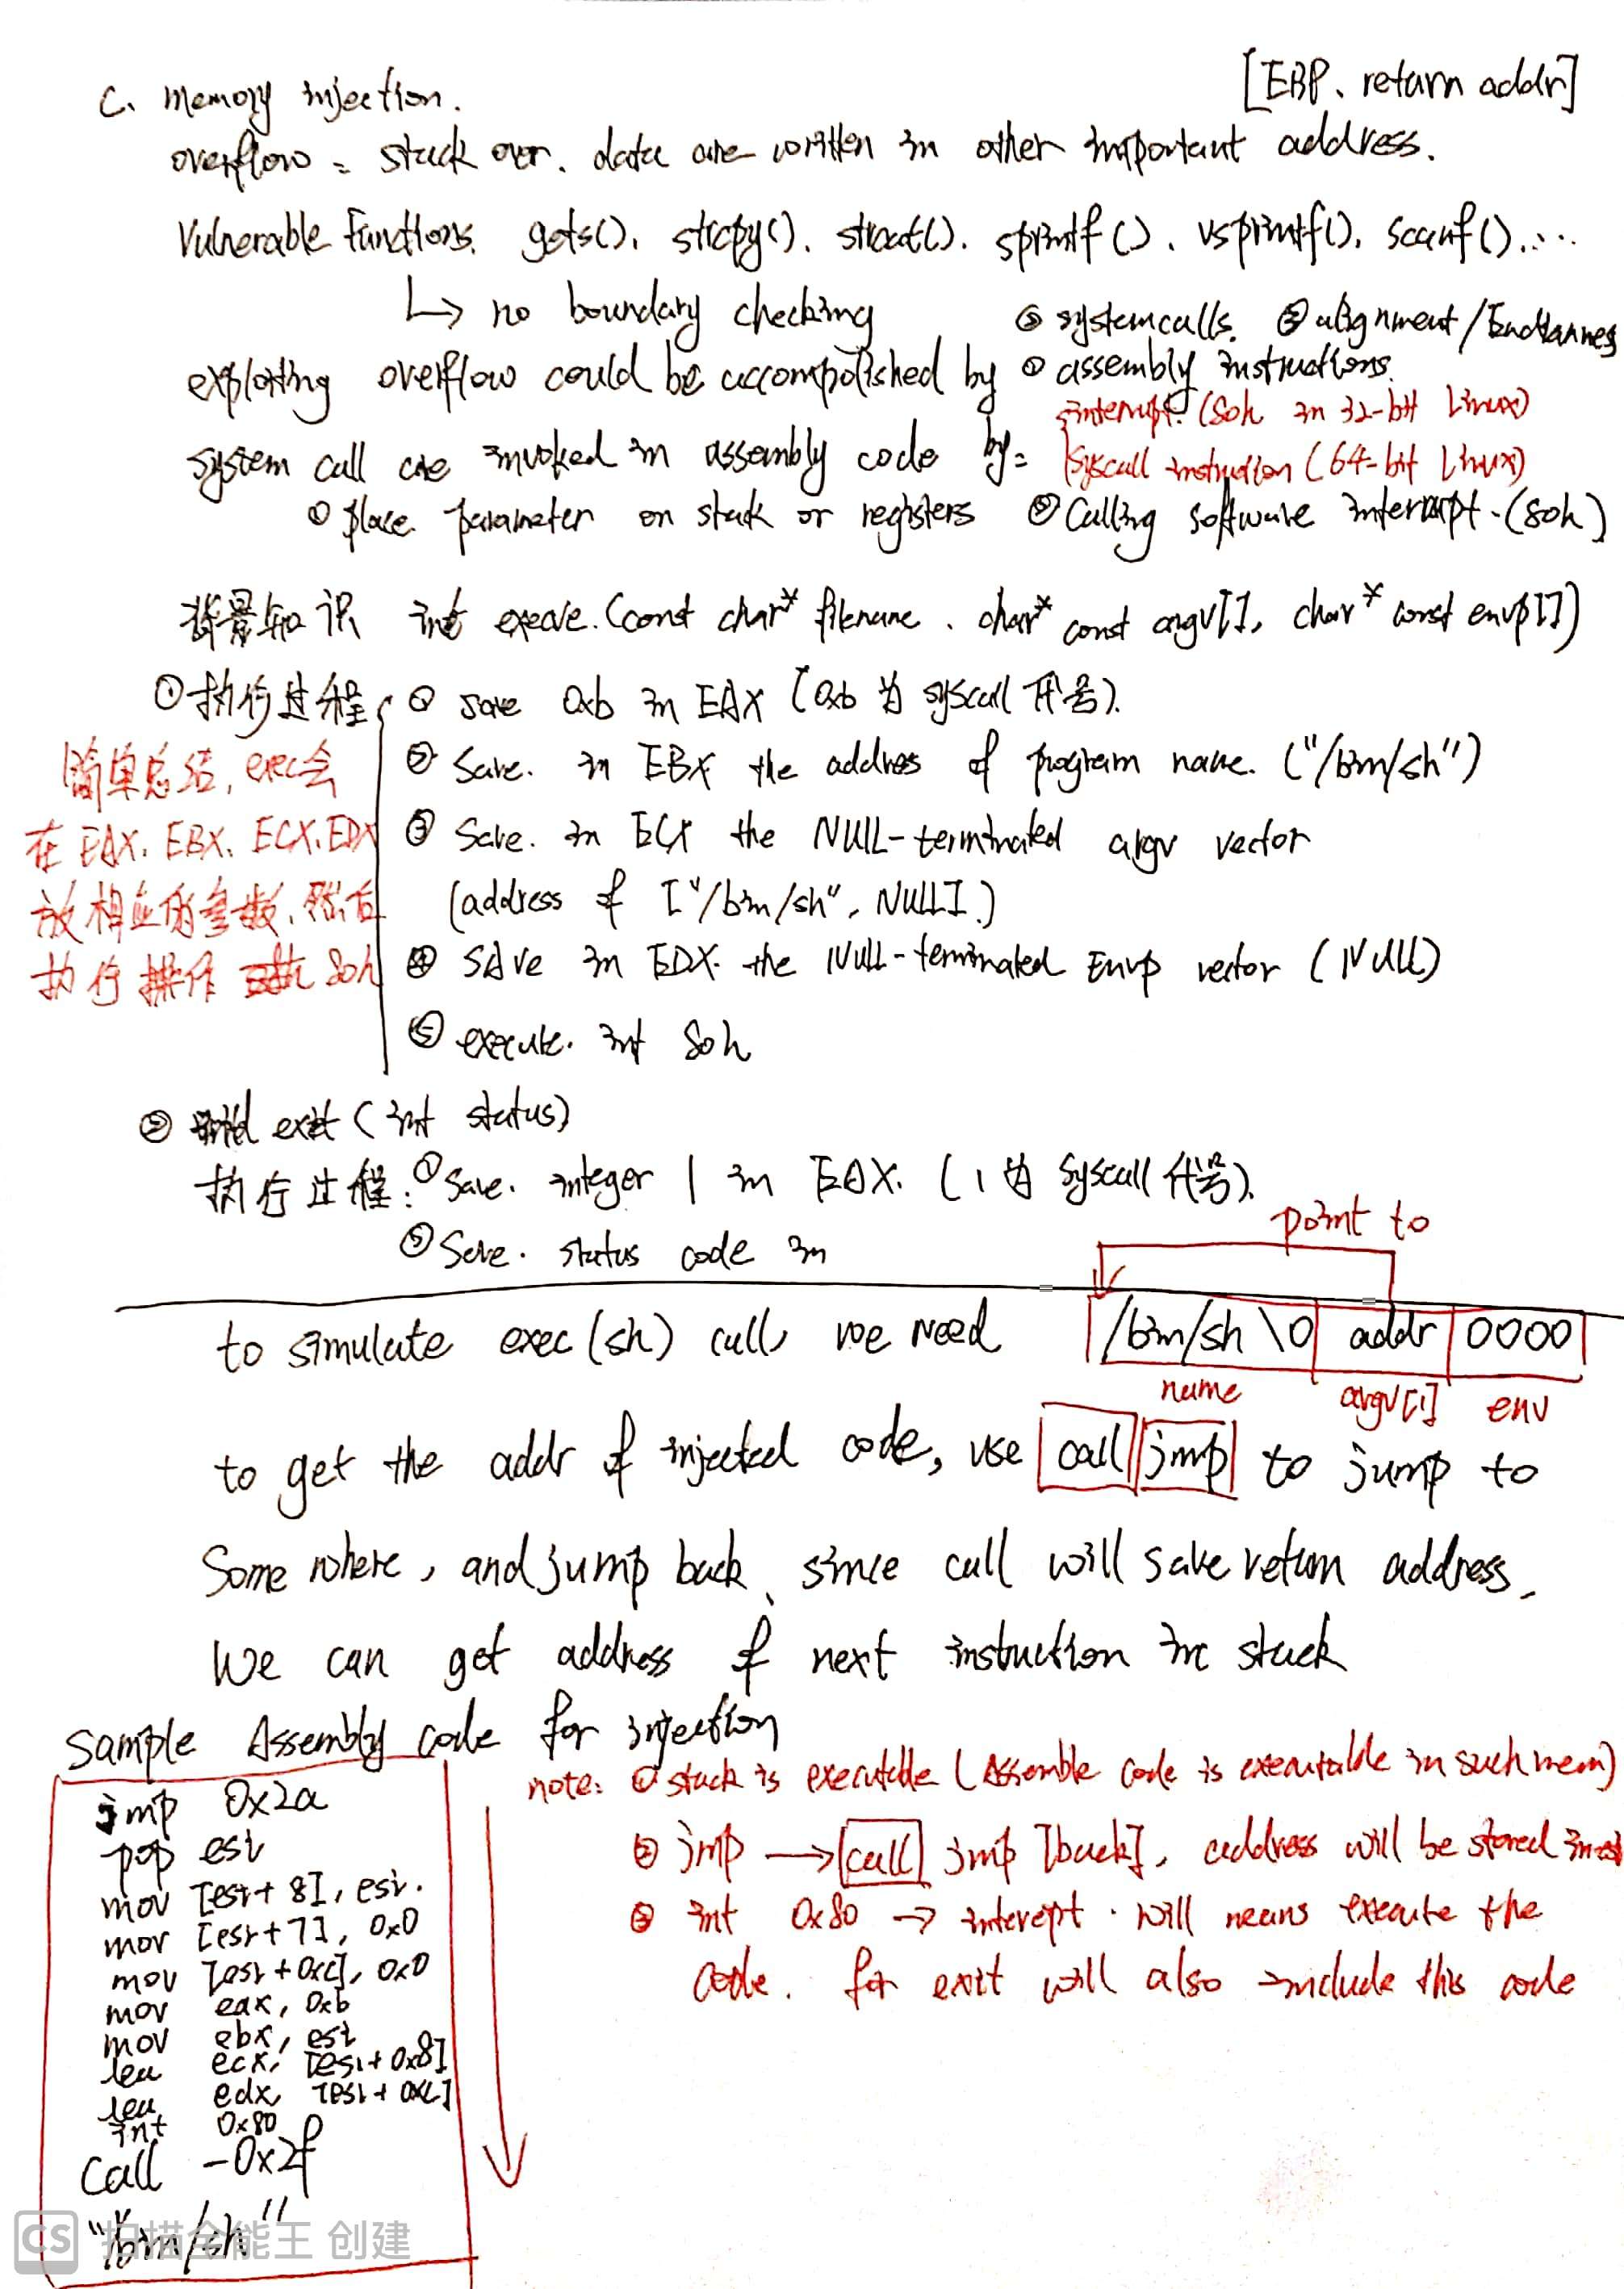 [EBP、return addr]
C. memory injection.
overflow = stack over. data are written in other important address.
Vulnerable Functions. gets(). strcpy(). strcat(). sprintf(). vsprintf(). scanf()....
↳ no boundary checking
③ systemcalls. ② alignment/Endianness
exploiting overflow could be accompolished by ① assembly instructions.
interrupt. (80h in 32-bit Linux)
system call are invoked in assembly code by=
syscall instrudion (64-bit Linux)
① place parameter on stack or registers ② Calling software interrupt.(80h)
背景知识 int execve.(const char* filename. char* const argv[], char* const envp[])
①执行过程
① save 0xb in EAX (0xb 为 syscall 代号).
② Save. in EBX the address of program name. ("/bin/sh")
③ Save. in ECX the NULL-terminated argv vector
(address of ["/bin/sh", NULL].)
④ SAve in EDX. the NULL-terminated Envp vector (NULL)
⑤ execute. int 80h
简单总结, exec会
在EAX. EBX. ECX.EDX
放相应的参数.然后
执行操作 80h
② exit (int status)
执行过程: ① Save. integer 1 in EAX. (1 为 syscall 代号).
② Save. status code in
point to
to simulate exec(sh) call, we need /bin/sh \0 addr 0000
name argv[1] env
to get the addr of injected code, use call jmp to jump to
Some where, and jump back, since call will save return address.
We can get address of next instruction in stack
Sample Assembly code for injection
jmp 0x2a
pop esi
mov [esi+8], esi.
mov [esi+7], 0x0
mov [esi+0xc], 0x0
mov eax, 0xb
mov ebx, esi
lea ecx, [esi+0x8]
lea edx, [esi+0xc]
int 0x80
Call -0x2f
"/bin/sh"
note: ① stack is executable (Assemble code is executable in such mem)
② jmp → call jmp [back], address will be stored in
③ int 0x80 → interept. will means execute the
code. for exit will also include this code
CS 扫描全能王 创建